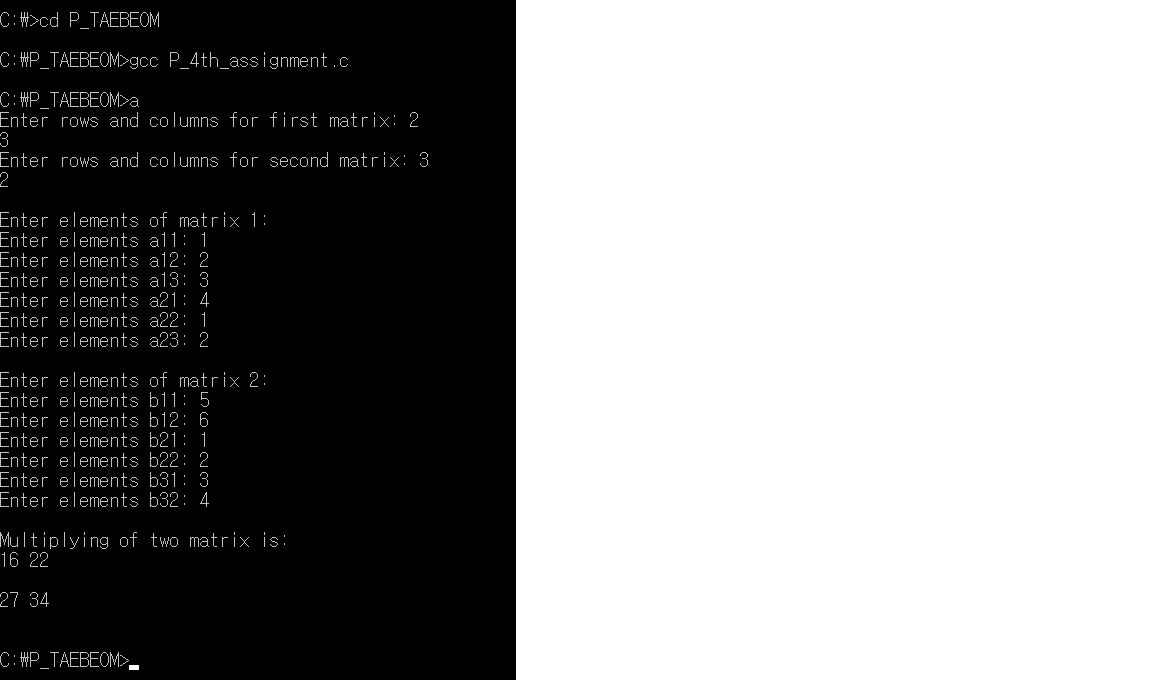 C:₩>cd P_TAEBEOM
C:₩P_TAEBEOM>gcc P_4th_assignment.c
C:₩P_TAEBEOM>a
Enter rows and columns for first matrix: 2
3
Enter rows and columns for second matrix: 3
2
Enter elements of matrix 1:
Enter elements a11: 1
Enter elements a12: 2
Enter elements a13: 3
Enter elements a21: 4
Enter elements a22: 1
Enter elements a23: 2
Enter elements of matrix 2:
Enter elements b11: 5
Enter elements b12: 6
Enter elements b21: 1
Enter elements b22: 2
Enter elements b31: 3
Enter elements b32: 4
Multiplying of two matrix is:
16 22
27 34
C:₩P_TAEBEOM>